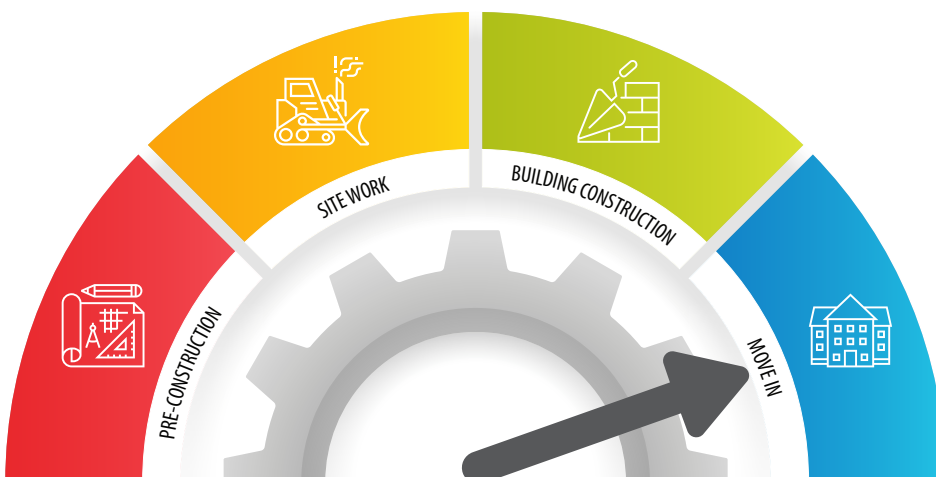 PRE-CONSTRUCTION
SITE WORK
BUILDING CONSTRUCTION
MOVE IN